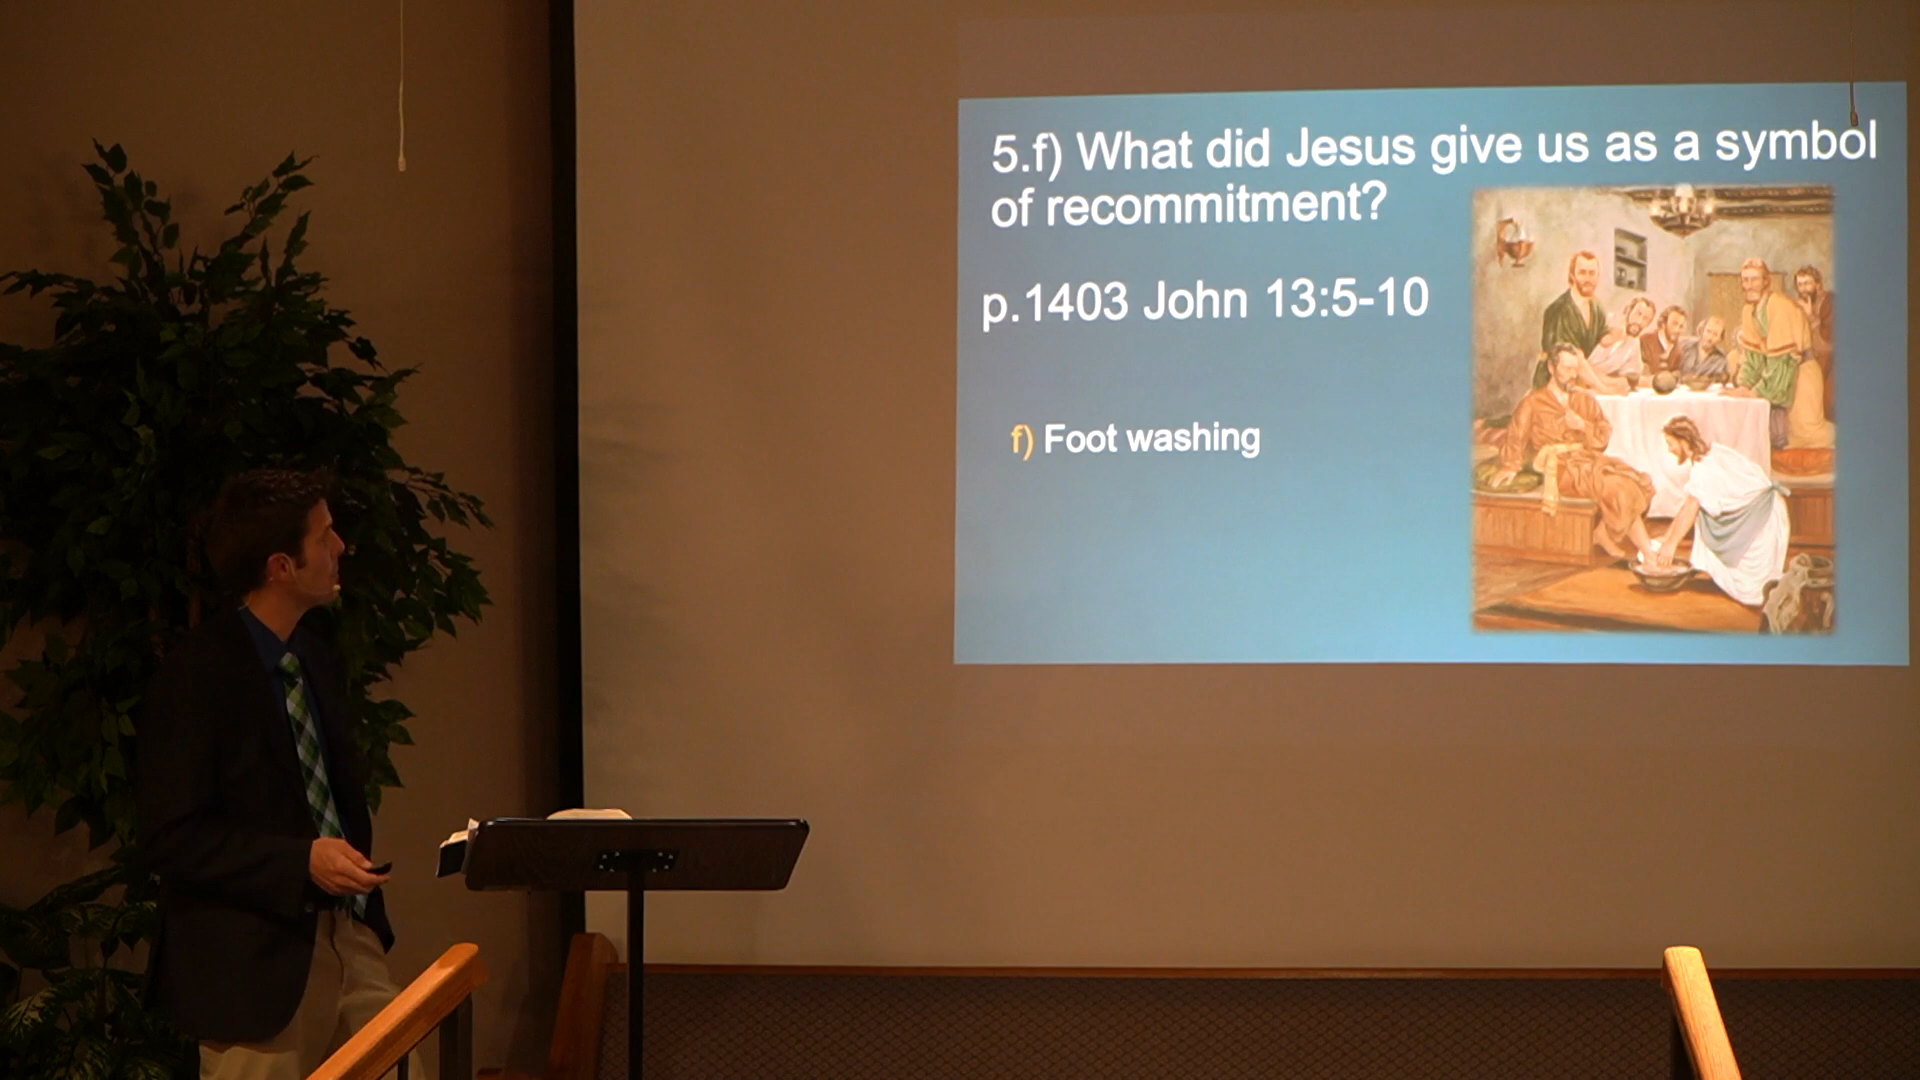 5.f) What did Jesus give us as a symbol
of recommitment?
p.1403 John 13:5-10
f) Foot washing